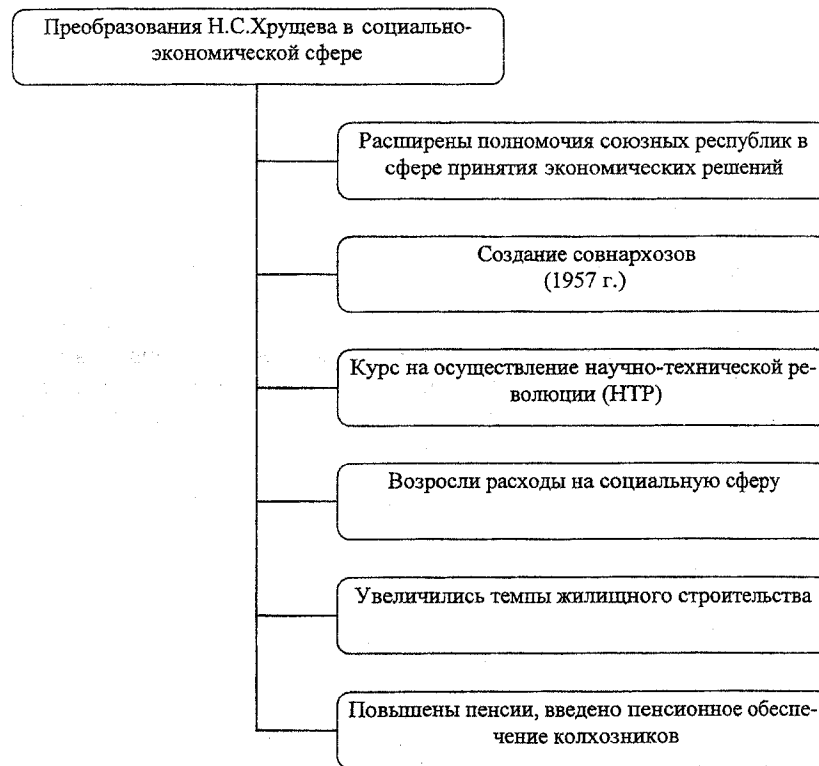 Преобразования Н.С.Хрущева в социально-
экономической сфере
Расширены полномочия союзных республик в
сфере принятия экономических решений
Создание совнархозов
(1957 г.)
Курс на осуществление научно-технической ре-
волюции (НТР)
Возросли расходы на социальную сферу
Увеличились темпы жилищного строительства
Повышены пенсии, введено пенсионное обеспе-
чение колхозников